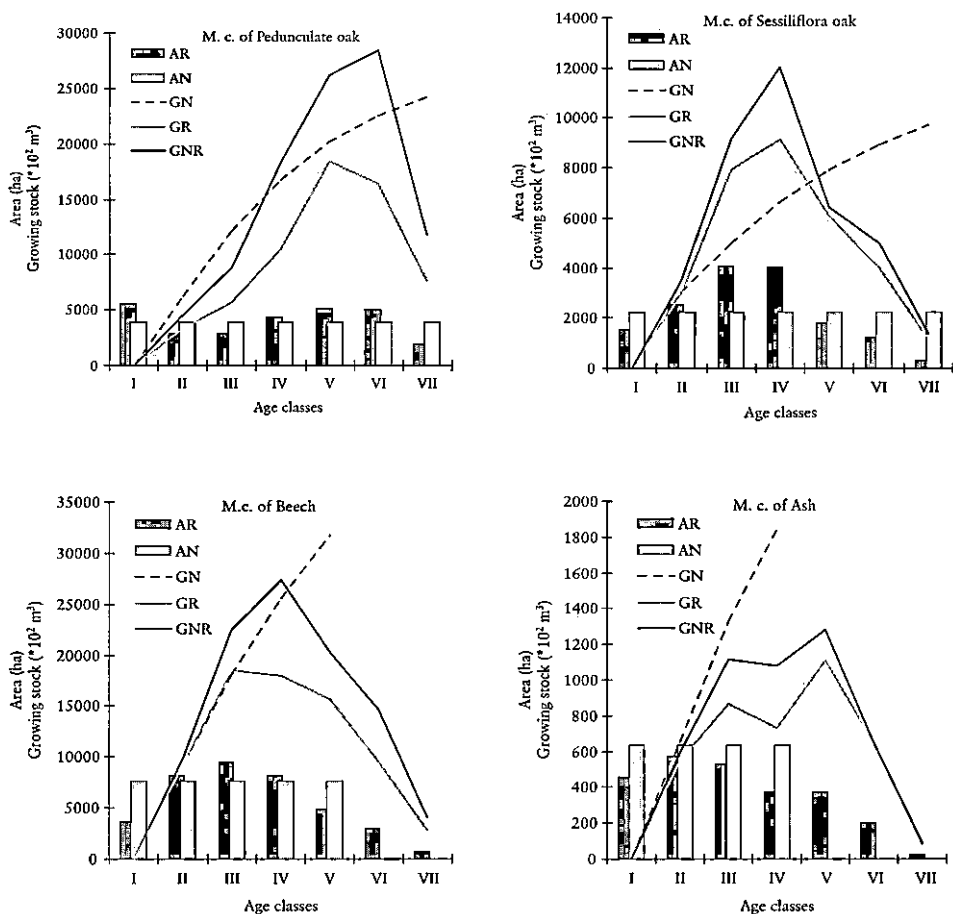 M. c. of Pedunculate oak
AR
AN
GN
GR
GNR
Area (ha)
Growing stock (*10² m³)
30000
25000
20000
15000
10000
5000
0
I II III IV V VI VII
Age classes
M.c. of Sessiliflora oak
AR
AN
GN
GR
GNR
Area (ha)
Growing stock (*10² m³)
14000
12000
10000
8000
6000
4000
2000
0
I II III IV V VI VII
Age classes
M.c. of Beech
AR
AN
GN
GR
GNR
Area (ha)
Growing stock (*10² m³)
35000
30000
25000
20000
15000
10000
5000
0
I II III IV V VI VII
Age classes
M. c. of Ash
AR
AN
GN
GR
GNR
Area (ha)
Growing stock (*10² m³)
2000
1800
1600
1400
1200
1000
800
600
400
200
0
I II III IV V VI VII
Age classes